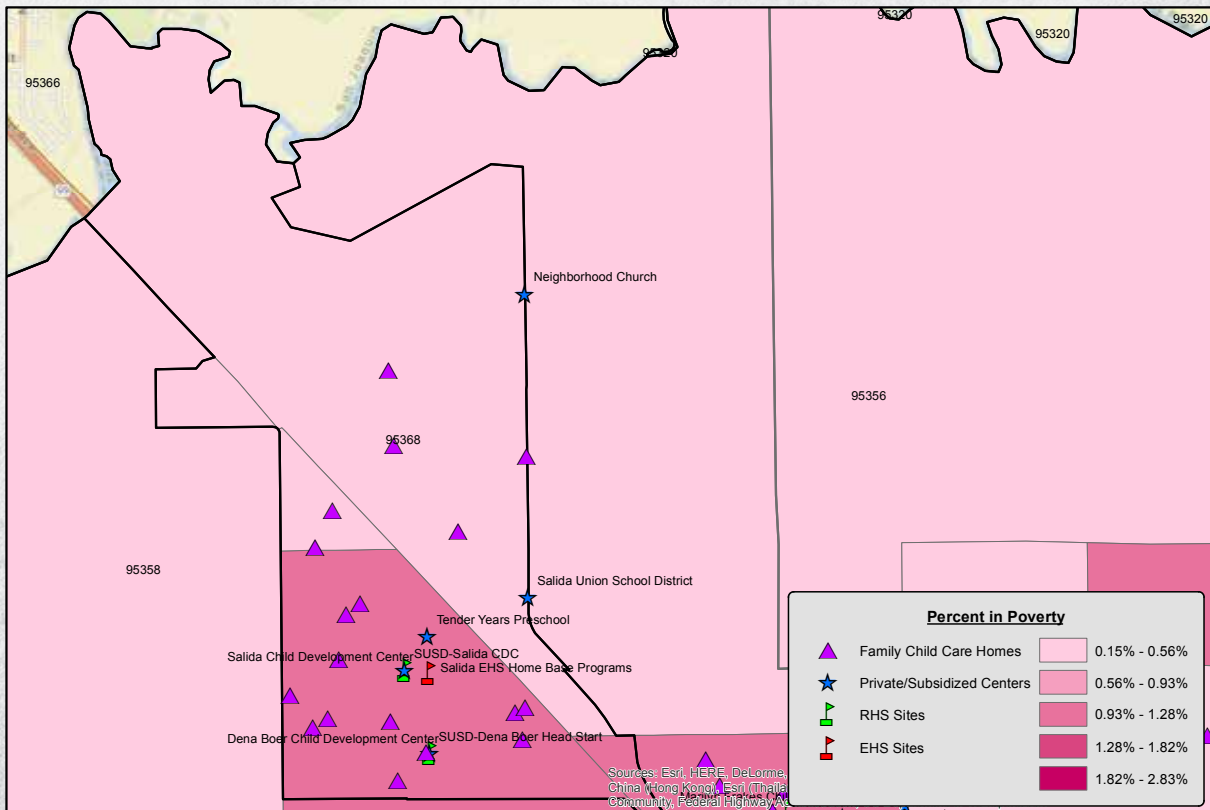 95320
95320
95320
95320
95366
San Joaquin
Neighborhood Church
95356
95368
95358
Salida Union School District
Tender Years Preschool
Salida Child Development Center
SUSD-Salida CDC
Salida EHS Home Base Programs
Dena Boer Child Development Center
SUSD-Dena Boer Head Start
Percent in Poverty
Family Child Care Homes
0.15% - 0.56%
Private/Subsidized Centers
0.56% - 0.93%
RHS Sites
0.93% - 1.28%
EHS Sites
1.28% - 1.82%
1.82% - 2.83%
Sources: Esri, HERE, DeLorme,
China (Hong Kong), Esri (Thaila
Community, Federal Highway Ad